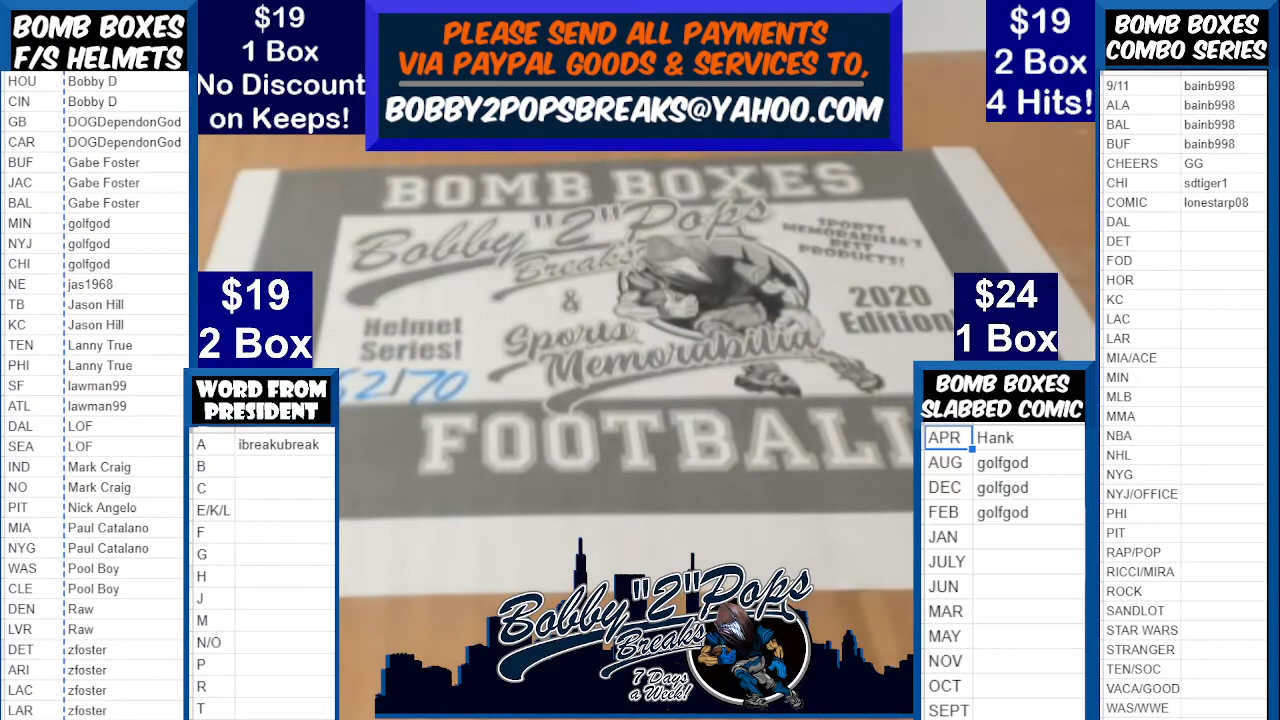 BOMB BOXES
F/S HELMETS
HOU Bobby D
CIN Bobby D
GB DOGDependonGod
CAR DOGDependonGod
BUF Gabe Foster
JAC Gabe Foster
BAL Gabe Foster
MIN golfgod
NYJ golfgod
CHI golfgod
NE jas1968
TB Jason Hill
KC Jason Hill
TEN Lanny True
PHI Lanny True
SF lawman99
ATL lawman99
DAL LOF
SEA LOF
IND Mark Craig
NO Mark Craig
PIT Nick Angelo
MIA Paul Catalano
NYG Paul Catalano
WAS Pool Boy
CLE Pool Boy
DEN Raw
LVR Raw
DET zfoster
ARI zfoster
LAC zfoster
LAR zfoster
$19
1 Box
No Discount
on Keeps!
PLEASE SEND ALL PAYMENTS
VIA PAYPAL GOODS & SERVICES TO,
BOBBY2POPSBREAKS@YAHOO.COM
$19
2 Box
4 Hits!
BOMB BOXES
Bobby "2" Pops
Breaks
&
Sports
Memorabilia
SPORTS
MEMORABILIA'S
BEST
PRODUCTS!
Helmet
Series!
2020
Edition!
52/70
FOOTBALL
$19
2 Box
WORD FROM
PRESIDENT
A ibreakubreak
B
C
E/K/L
F
G
H
J
M
N/O
P
R
T
Bobby "2" Pops
Breaks
7 Days
a Week!
$24
1 Box
BOMB BOXES
SLABBED COMIC
APR Hank
AUG golfgod
DEC golfgod
FEB golfgod
JAN
JULY
JUN
MAR
MAY
NOV
OCT
SEPT
BOMB BOXES
COMBO SERIES
9/11 bainb998
ALA bainb998
BAL bainb998
BUF bainb998
CHEERS GG
CHI sdtiger1
COMIC lonestarp08
DAL
DET
FOD
HOR
KC
LAC
LAR
MIA/ACE
MIN
MLB
MMA
NBA
NHL
NYG
NYJ/OFFICE
PHI
PIT
RAP/POP
RICCI/MIRA
ROCK
SANDLOT
STAR WARS
STRANGER
TEN/SOC
VACA/GOOD
WAS/WWE